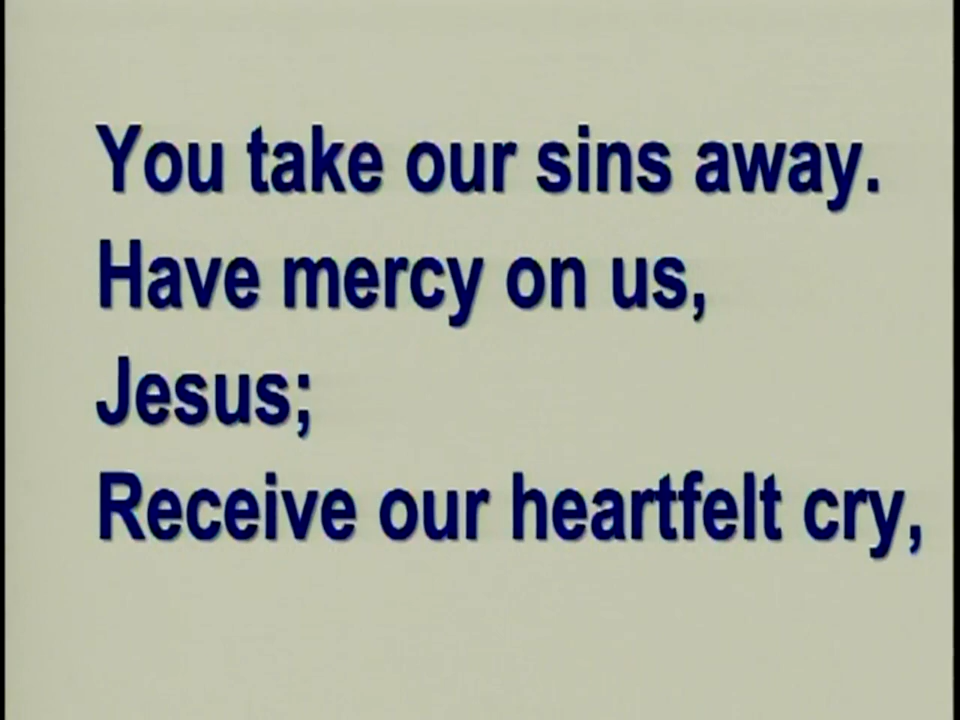 You take our sins away.
Have mercy on us,
Jesus;
Receive our heartfelt cry,